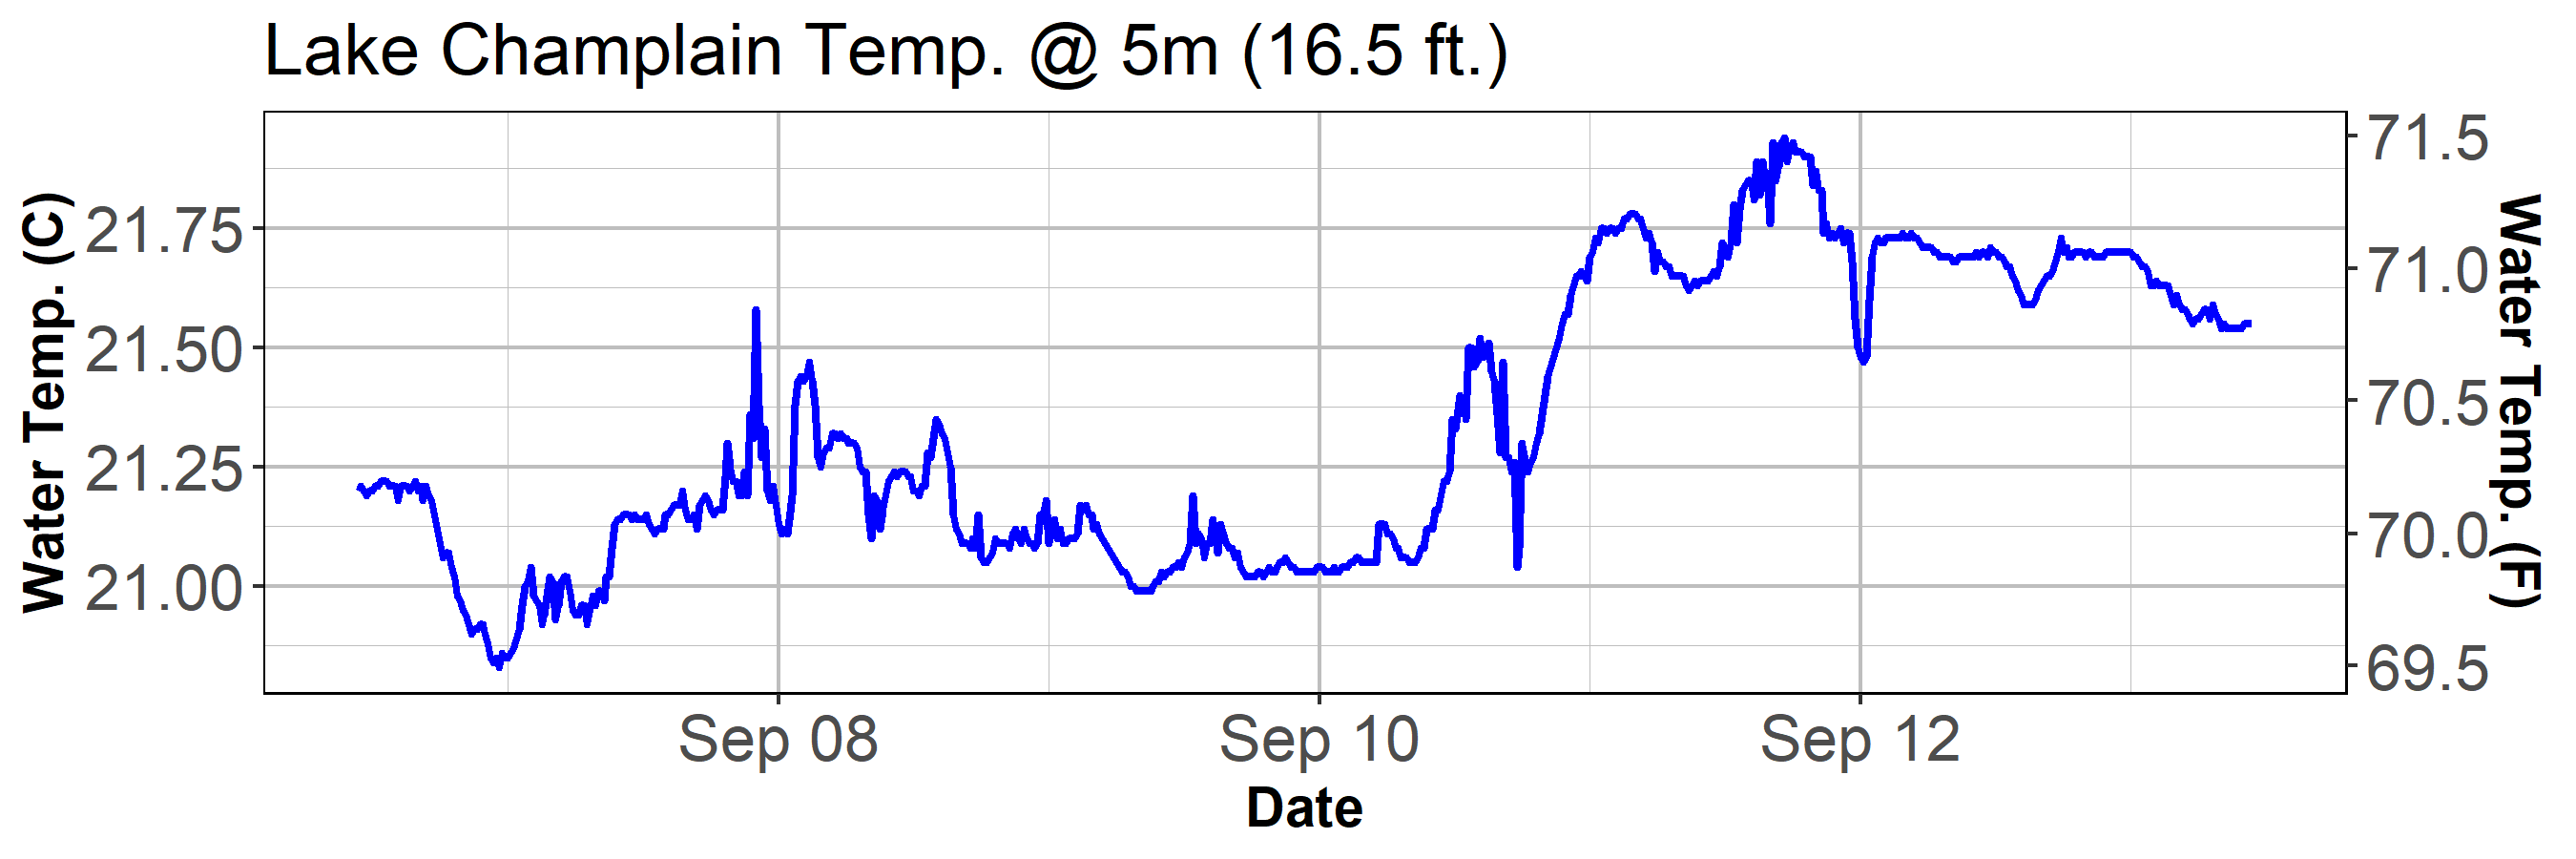 Lake Champlain Temp. @ 5m (16.5 ft.)
Water Temp. (C)
21.75
21.50
21.25
21.00
71.5
71.0
70.5
70.0
69.5
Water Temp. (F)
Sep 08
Sep 10
Sep 12
Date